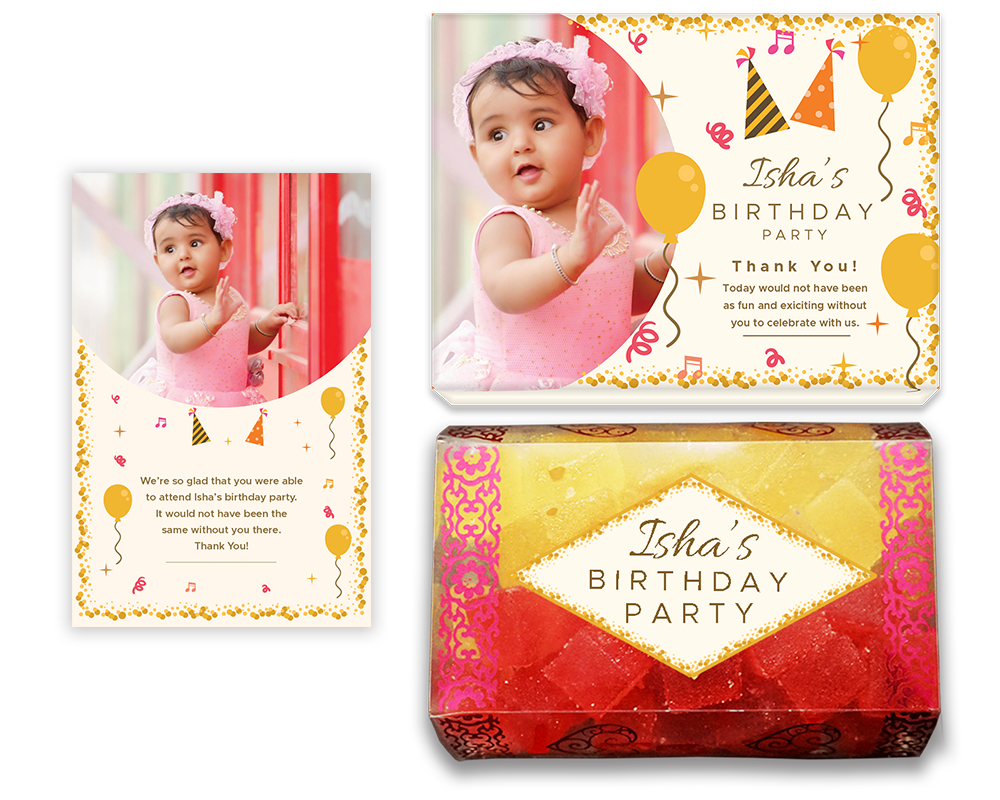 We're so glad that you were able
to attend Isha's birthday party.
It would not have been the
same without you there.
Thank You!
Isha's
BIRTHDAY
PARTY
Thank You!
Today would not have been
as fun and exiciting without
you to celebrate with us.
Isha's
BIRTHDAY
PARTY